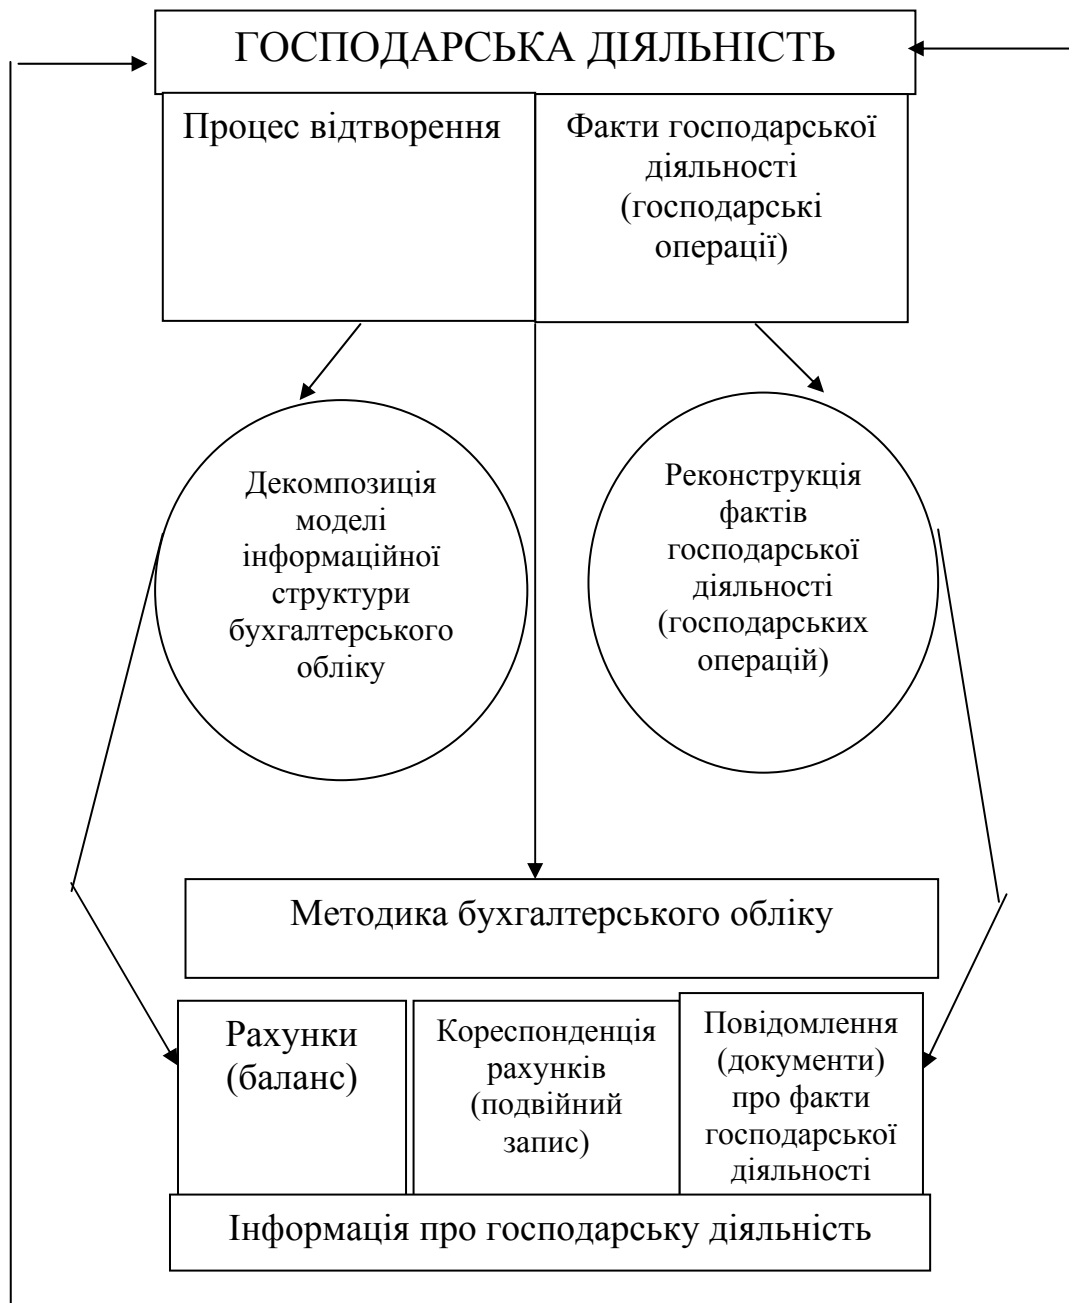 ГОСПОДАРСЬКА ДІЯЛЬНІСТЬ
Процес відтворення
Факти господарської
діяльності
(господарські
операції)
Декомпозиція
моделі
інформаційної
структури
бухгалтерського
обліку
Реконструкція
фактів
господарської
діяльності
(господарських
операцій)
Методика бухгалтерського обліку
Рахунки
(баланс)
Кореспонденція
рахунків
(подвійний
запис)
Повідомлення
(документи)
про факти
господарської
діяльності
Інформація про господарську діяльність